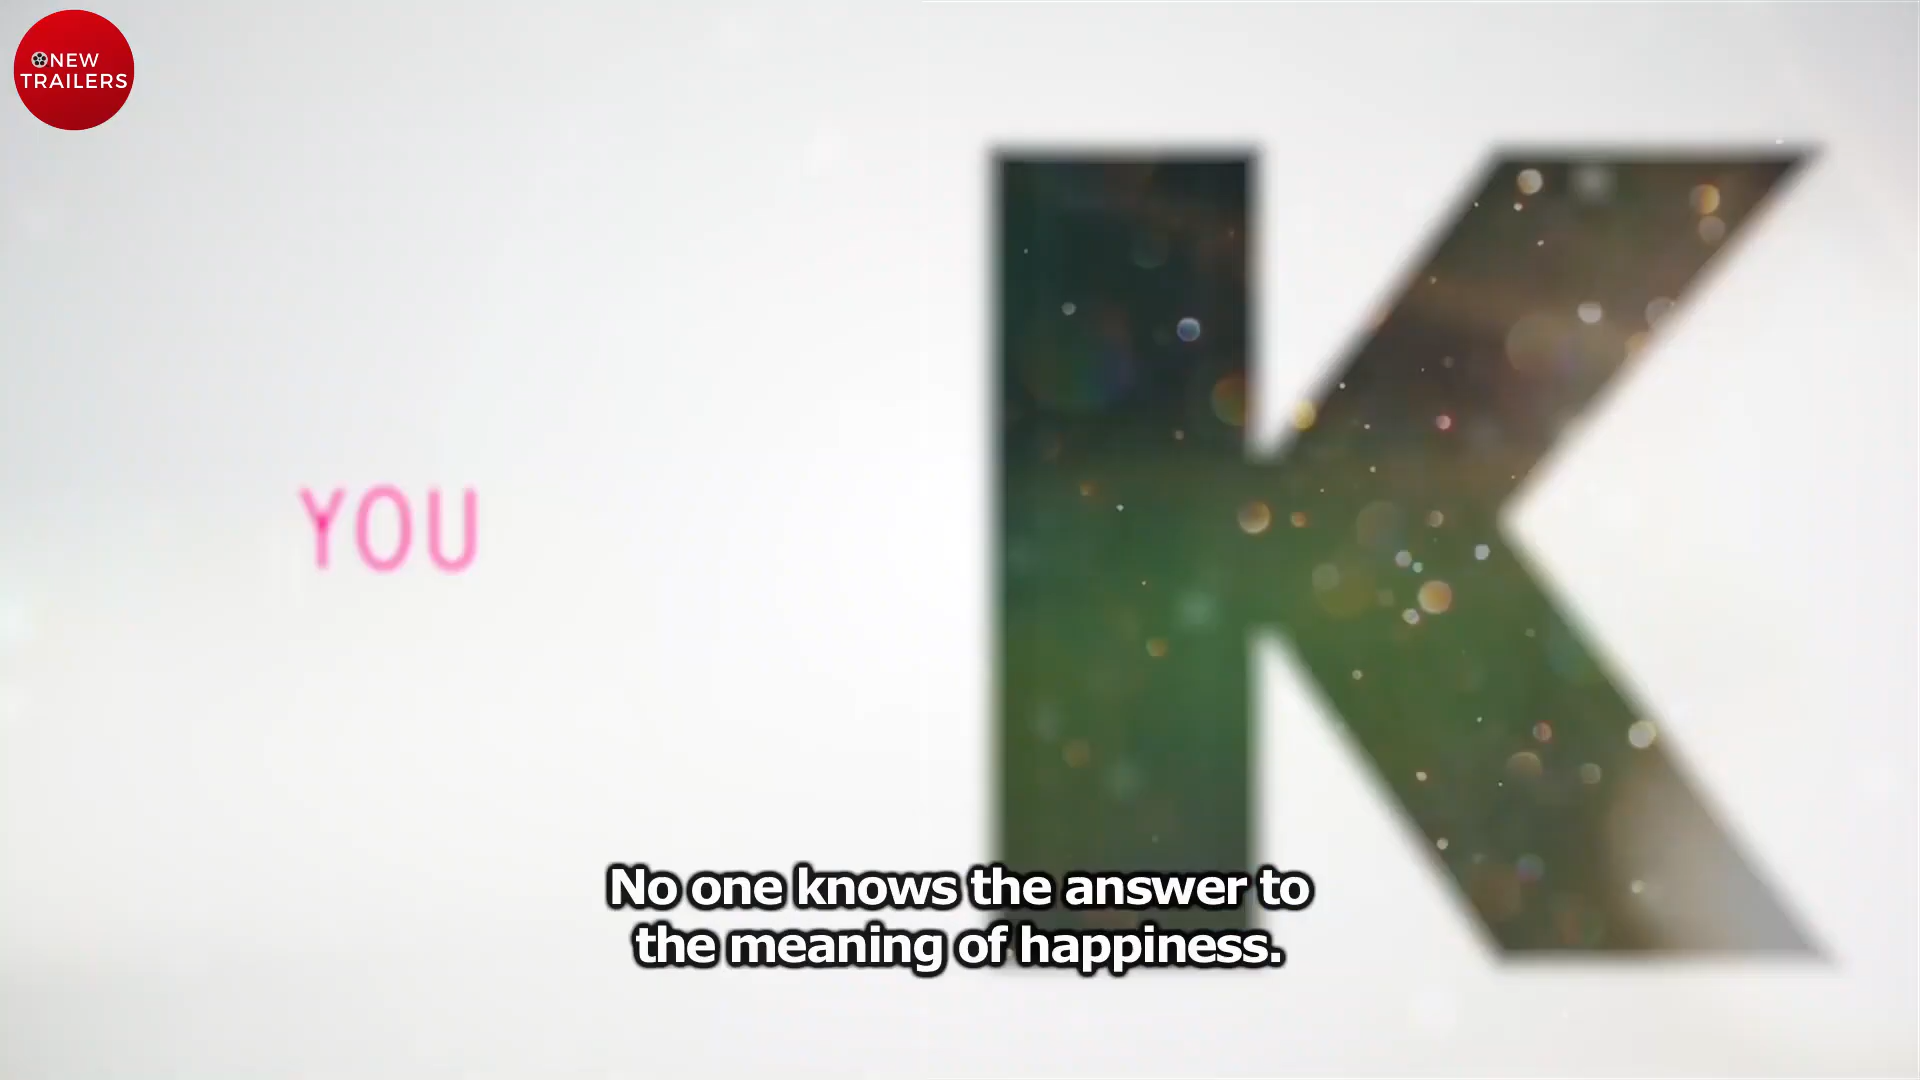 NEW
TRAILERS
YOU
K
No one knows the answer to
the meaning of happiness.